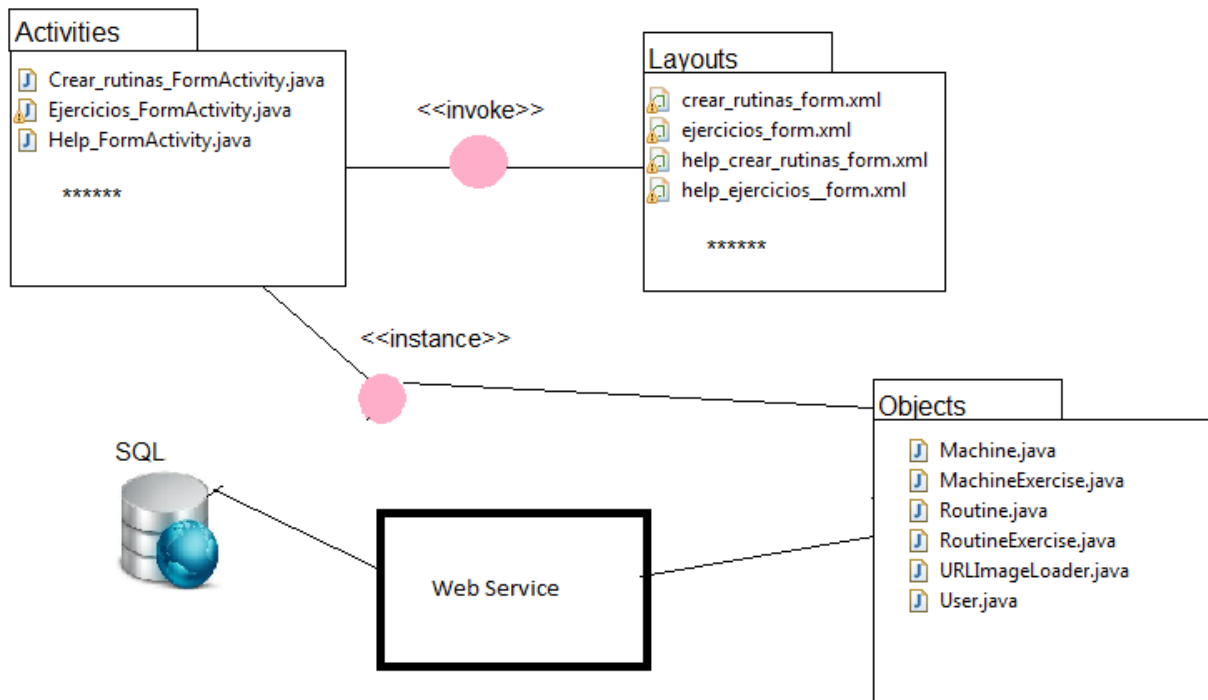 Activities
Crear_rutinas_FormActivity.java
Ejercicios_FormActivity.java
Help_FormActivity.java
******
<<invoke>>
Layouts
crear_rutinas_form.xml
ejercicios_form.xml
help_crear_rutinas_form.xml
help_ejercicios__form.xml
******
<<instance>>
Objects
Machine.java
MachineExercise.java
Routine.java
RoutineExercise.java
URLImageLoader.java
User.java
SQL
Web Service